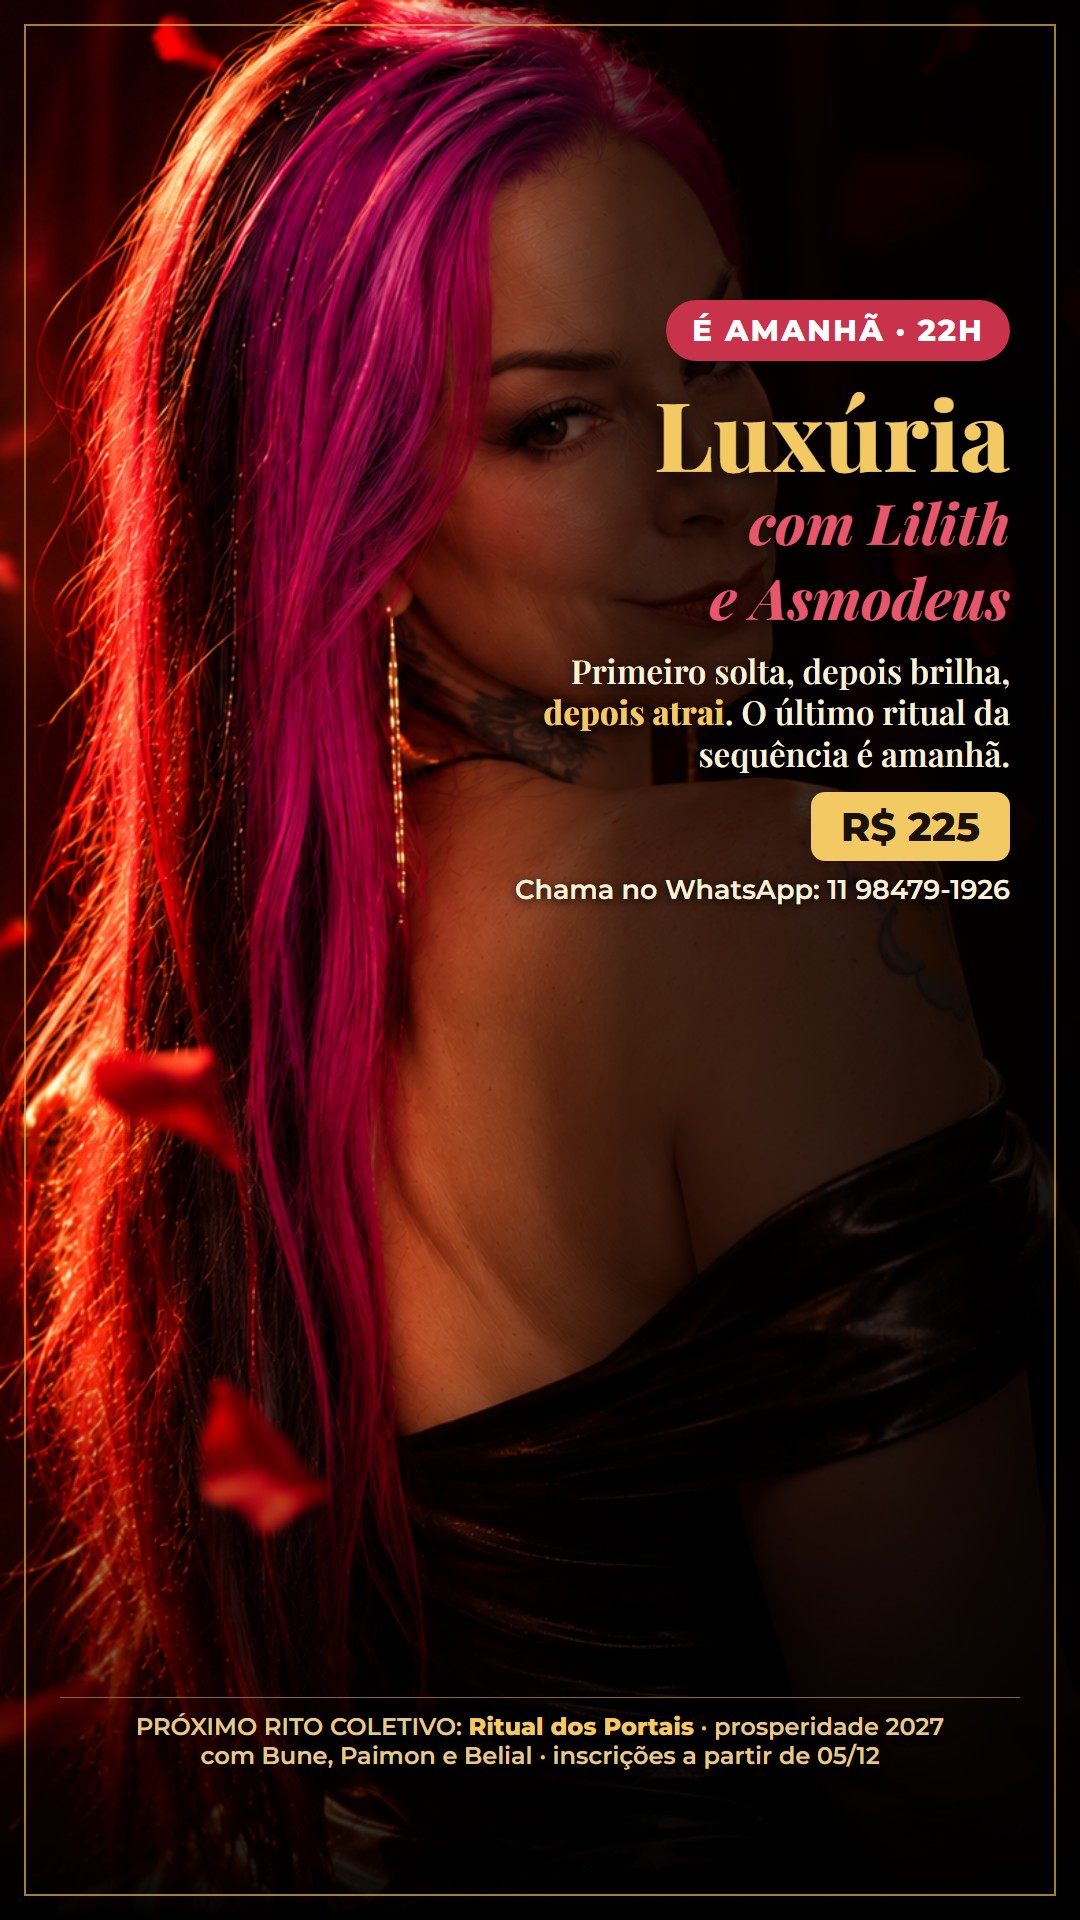 É AMANHÃ · 22H
Luxúria
com Lilith
e Asmodeus
Primeiro solta, depois brilha,
depois atrai. O último ritual da
sequência é amanhã.
R$ 225
Chama no WhatsApp: 11 98479-1926
PRÓXIMO RITO COLETIVO: Ritual dos Portais · prosperidade 2027
com Bune, Paimon e Belial · inscrições a partir de 05/12